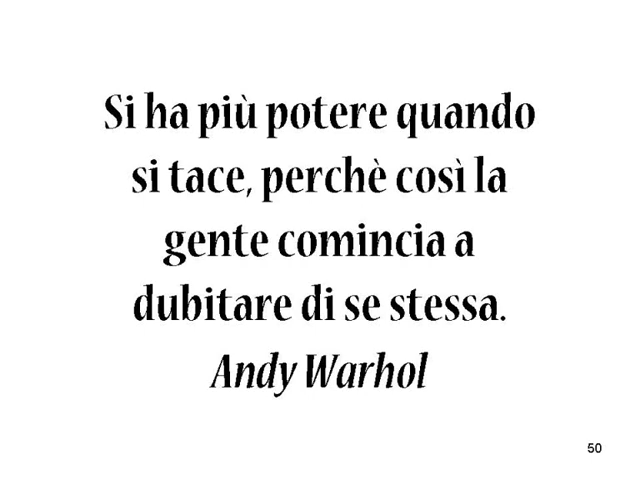 Si ha più potere quando
si tace, perchè così la
gente comincia a
dubitare di se stessa.
Andy Warhol
50